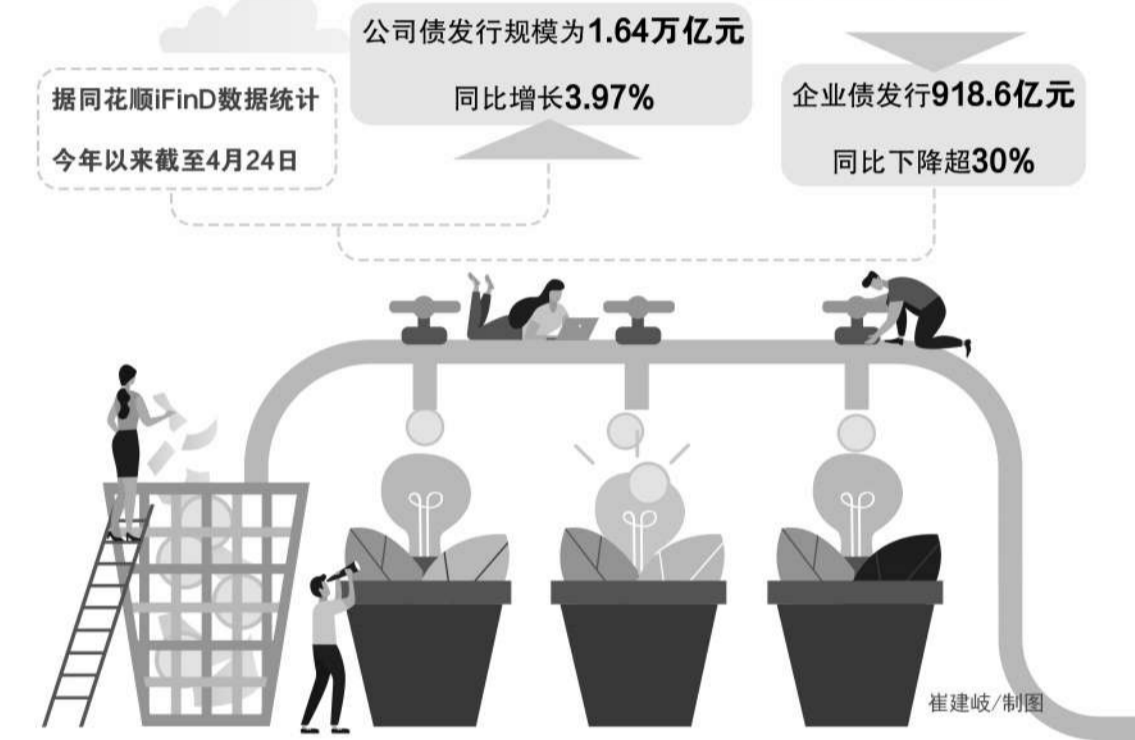 据同花顺iFinD数据统计
今年以来截至4月24日
公司债发行规模为1.64万亿元
同比增长3.97%
企业债发行918.6亿元
同比下降超30%
崔建岐/制图